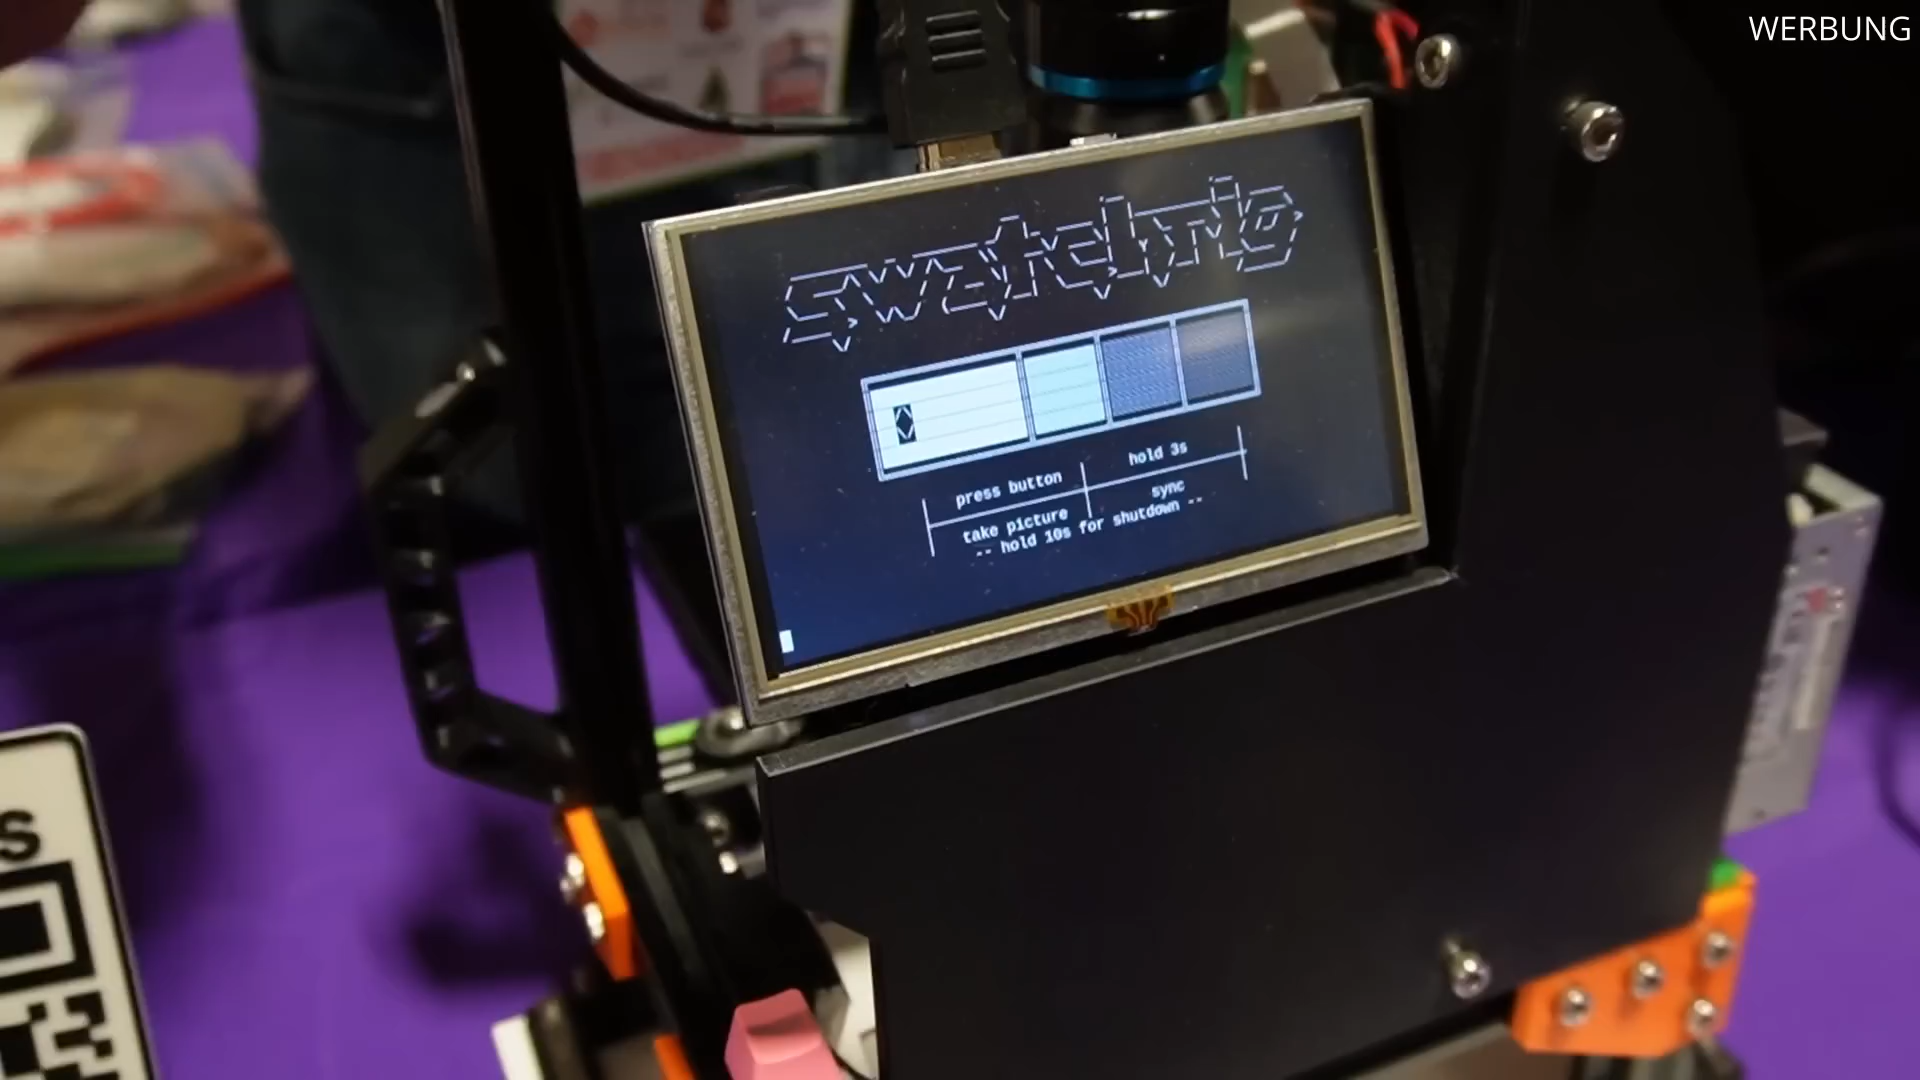 WERBUNG
swatchrig
press button
hold 3s
take picture
sync
-- hold 10s for shutdown --
S